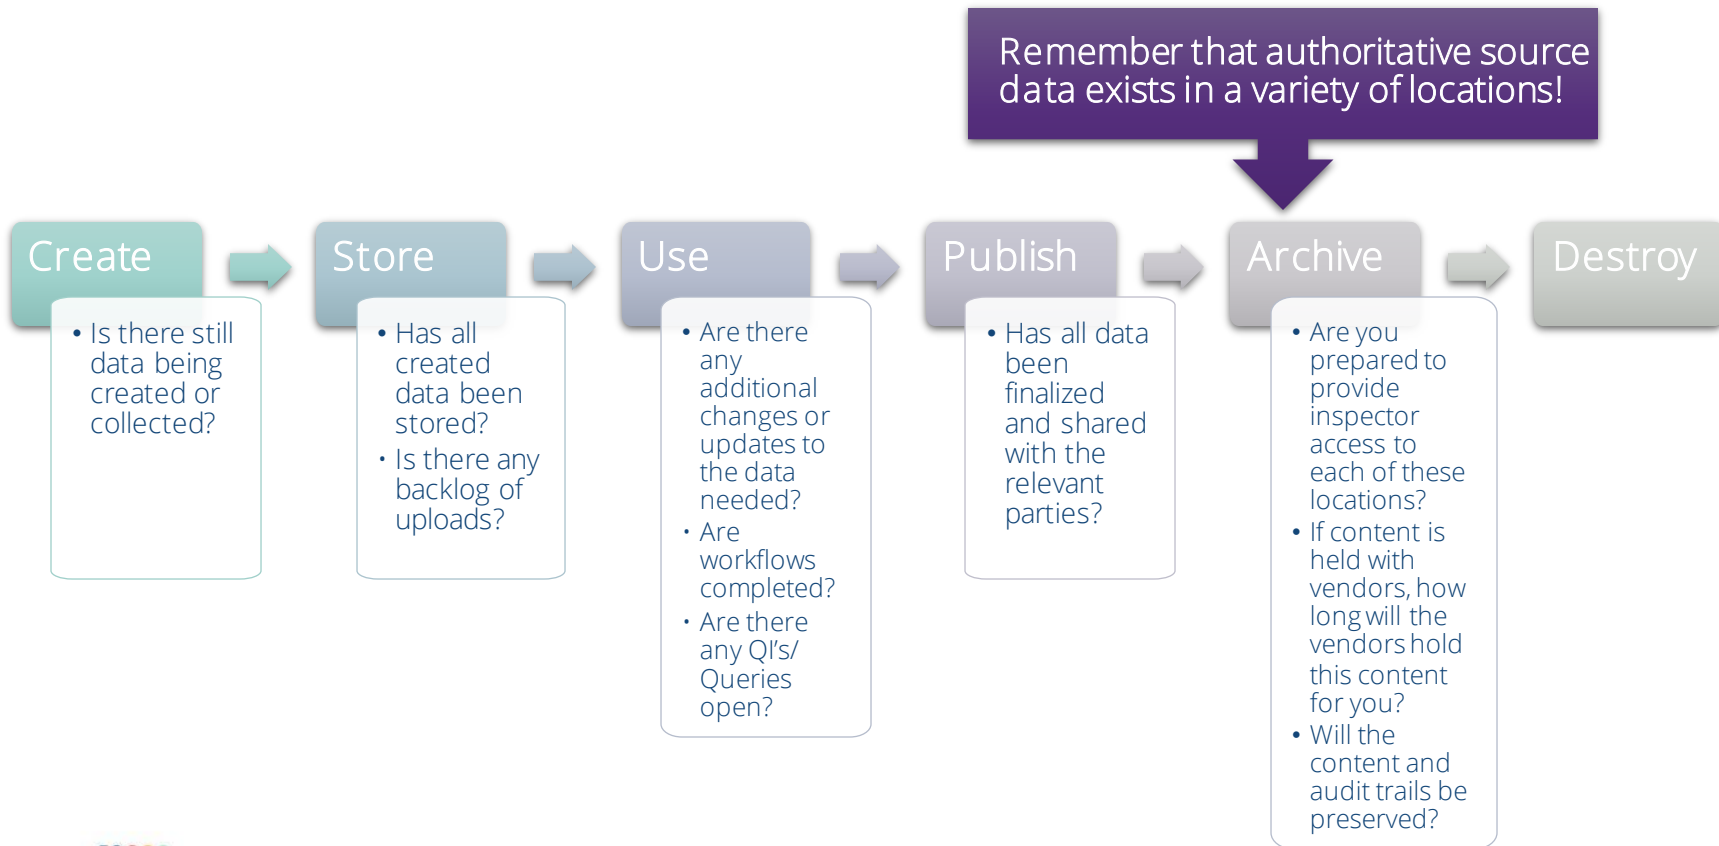 Remember that authoritative source
data exists in a variety of locations!
Create
• Is there still
data being
created or
collected?
Store
• Has all
created
data been
stored?
• Is there any
backlog of
uploads?
Use
• Are there
any
additional
changes or
updates to
the data
needed?
• Are
workflows
completed?
• Are there
any QI's/
Queries
open?
Publish
• Has all data
been
finalized
and shared
with the
relevant
parties?
Archive
• Are you
prepared to
provide
inspector
access to
each of these
locations?
• If content is
held with
vendors, how
long will the
vendors hold
this content
for you?
• Will the
content and
audit trails be
preserved?
Destroy